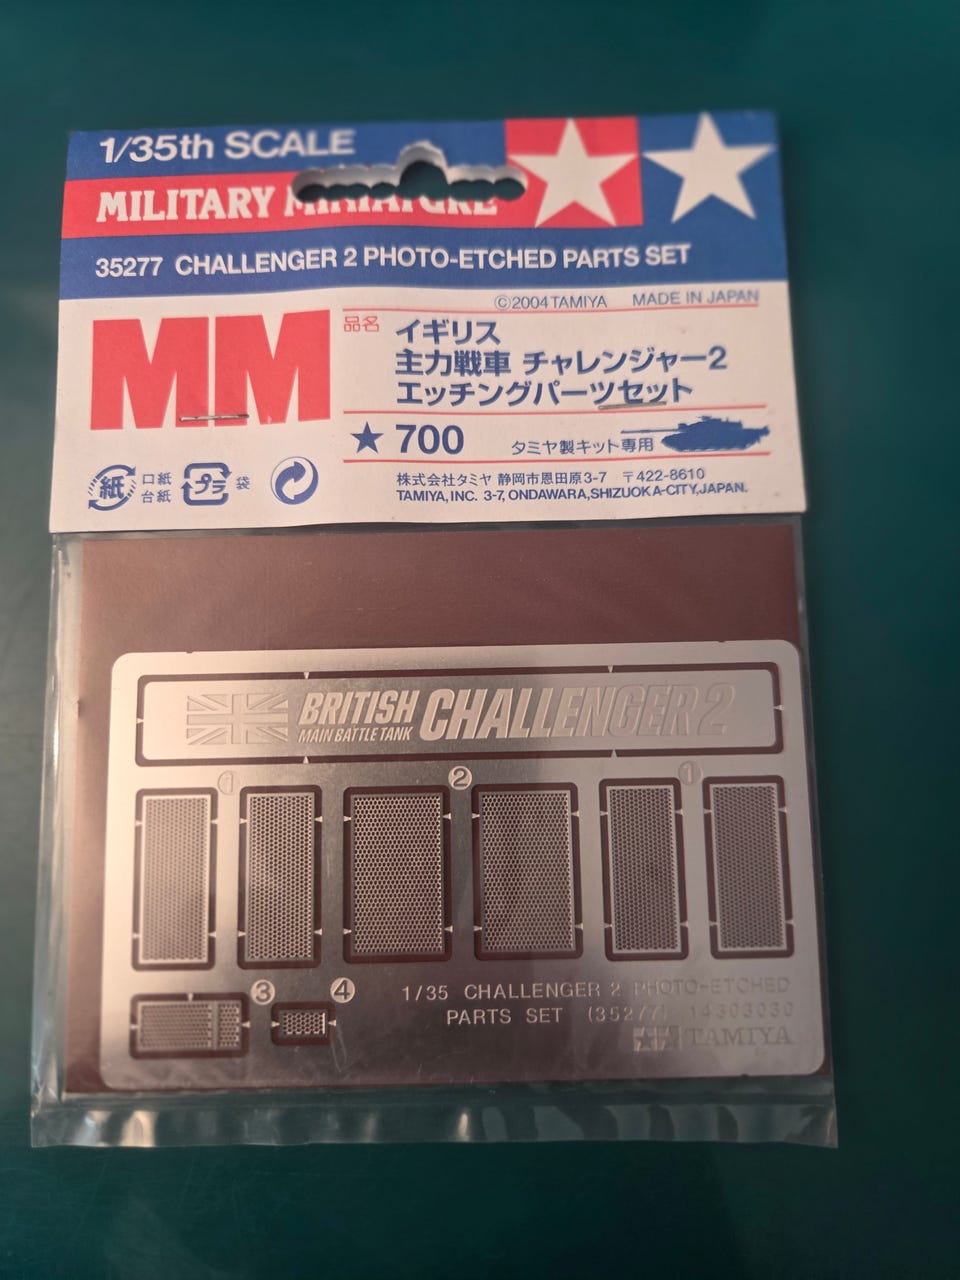 1/35th SCALE
MILITARY MINIATURE
35277 CHALLENGER 2 PHOTO-ETCHED PARTS SET
©2004 TAMIYA MADE IN JAPAN
MM
品名
イギリス
主力戦車 チャレンジャー2
エッチングパーツセット
★ 700
タミヤ製キット専用
紙
口紙
台紙
プラ
袋
株式会社タミヤ 静岡市恩田原3-7 〒422-8610
TAMIYA, INC. 3-7, ONDAWARA, SHIZUOKA-CITY, JAPAN.
BRITISH
MAIN BATTLE TANK
CHALLENGER 2
① ② ①
③ ④
1/35 CHALLENGER 2 PHOTO-ETCHED
PARTS SET (35277) 14303030
TAMIYA